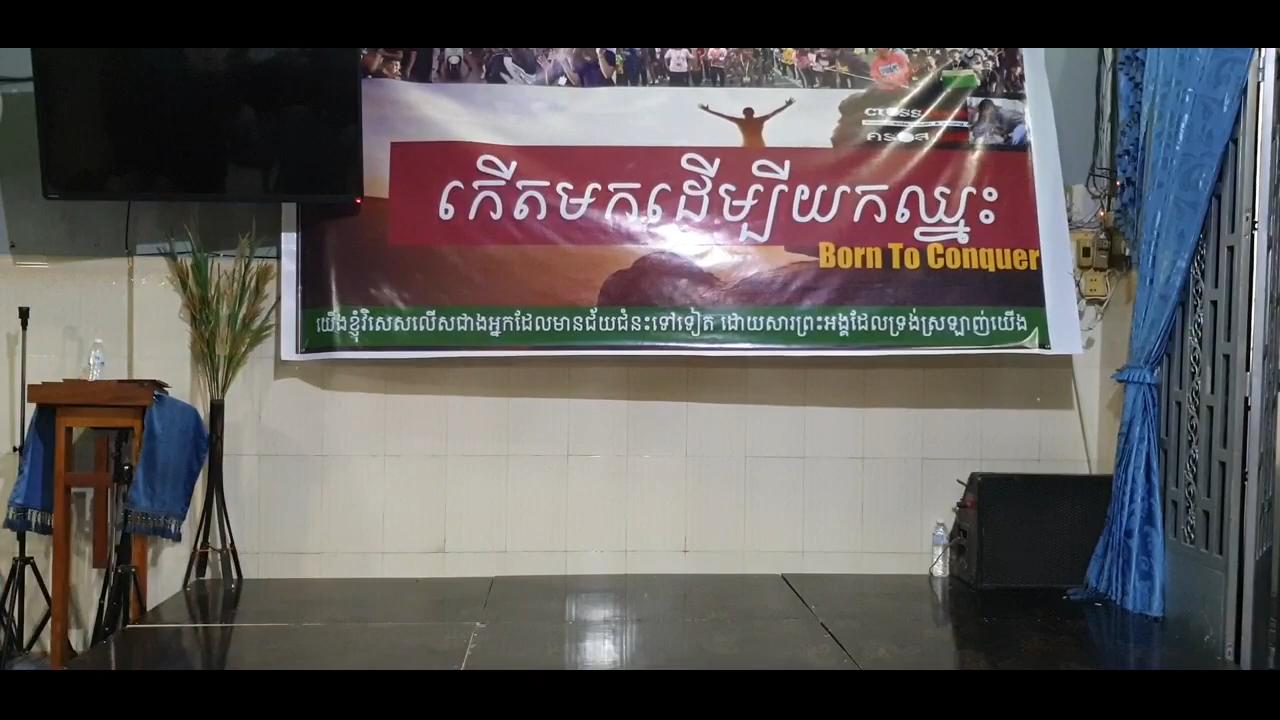 CROSS
កើតមកដើម្បីយកឈ្នះ
Born To Conquer
យើងខ្ញុំវិសេសលើសជាងអ្នកដែលមានជ័យជំនះទៅទៀត ដោយសារព្រះអង្គដែលទ្រង់ស្រឡាញ់យើង